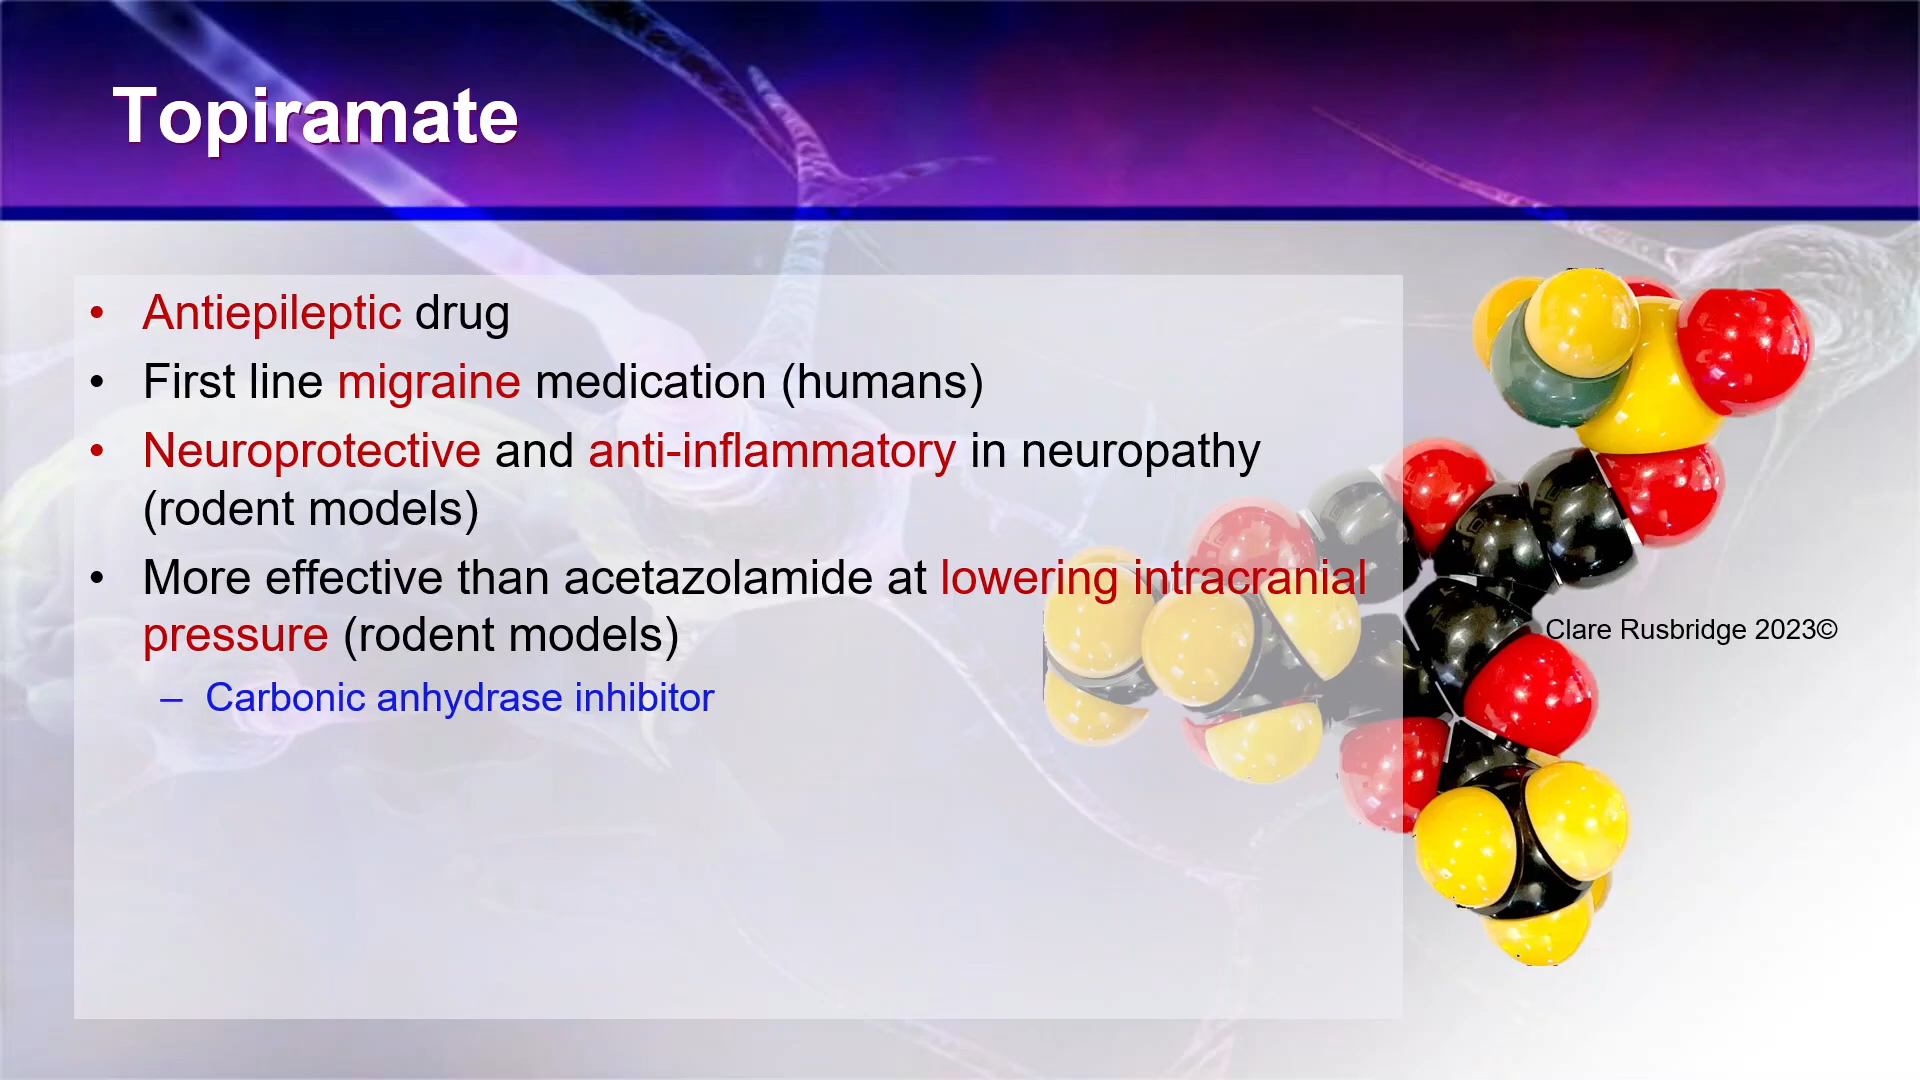 Topiramate
• Antiepileptic drug
• First line migraine medication (humans)
• Neuroprotective and anti-inflammatory in neuropathy
(rodent models)
• More effective than acetazolamide at lowering intracranial
pressure (rodent models)
– Carbonic anhydrase inhibitor
Clare Rusbridge 2023©